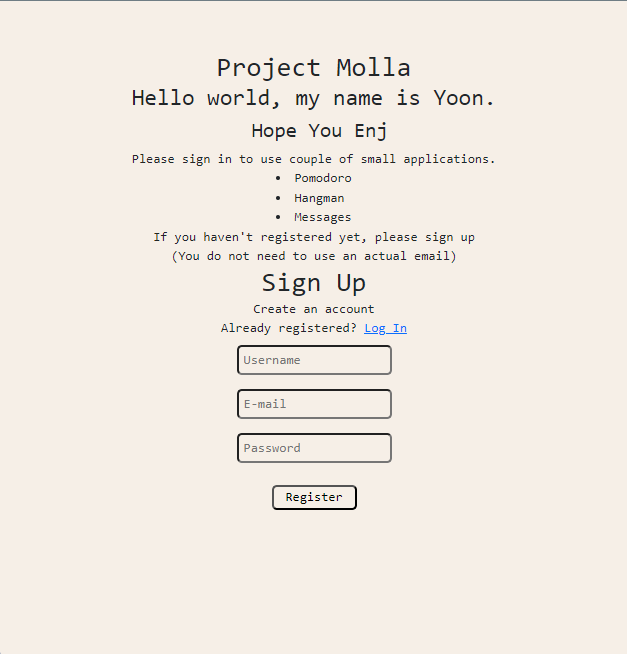 Project Molla
Hello world, my name is Yoon.
Hope You Enj
Please sign in to use couple of small applications.
• Pomodoro
• Hangman
• Messages
If you haven't registered yet, please sign up
(You do not need to use an actual email)
Sign Up
Create an account
Already registered? Log In
Username
E-mail
Password
Register